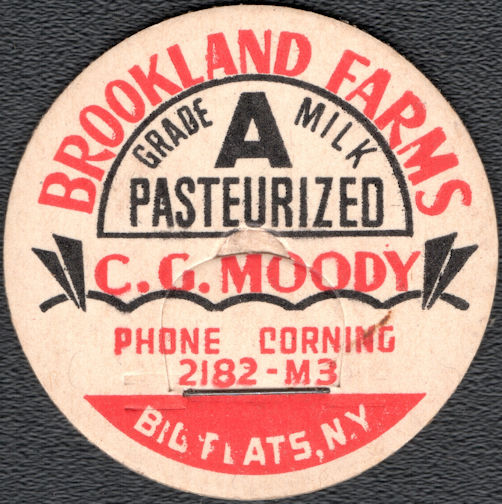 BROOKLAND FARMS
GRADE A MILK
PASTEURIZED
C. G. MOODY
PHONE CORNING
2182-M3
BIG FLATS, N.Y.